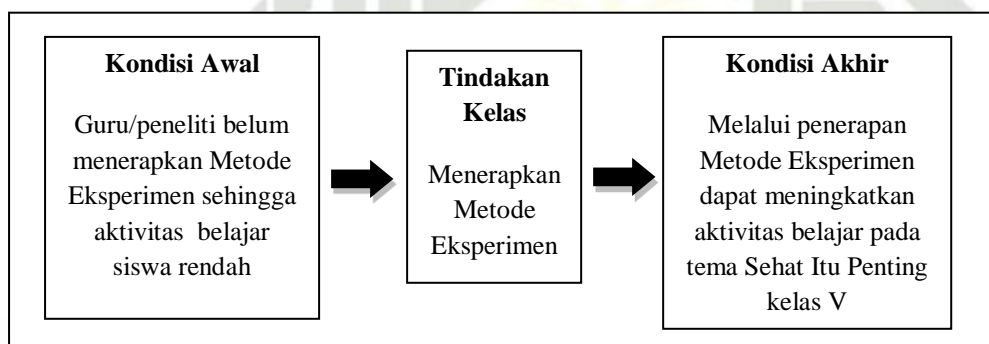 Kondisi Awal
Guru/peneliti belum
menerapkan Metode
Eksperimen sehingga
aktivitas belajar
siswa rendah
Tindakan
Kelas
Menerapkan
Metode
Eksperimen
Kondisi Akhir
Melalui penerapan
Metode Eksperimen
dapat meningkatkan
aktivitas belajar pada
tema Sehat Itu Penting
kelas V